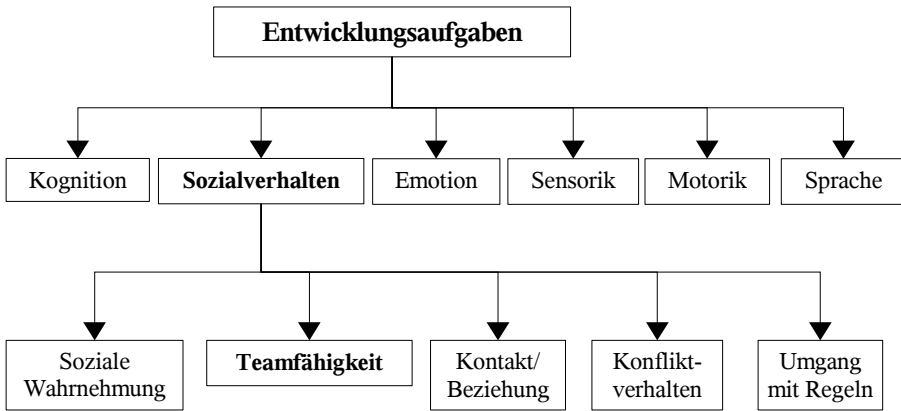 Entwicklungsaufgaben
Kognition
Sozialverhalten
Emotion
Sensorik
Motorik
Sprache
Soziale
Wahrnehmung
Teamfähigkeit
Kontakt/
Beziehung
Konflikt-
verhalten
Umgang
mit Regeln